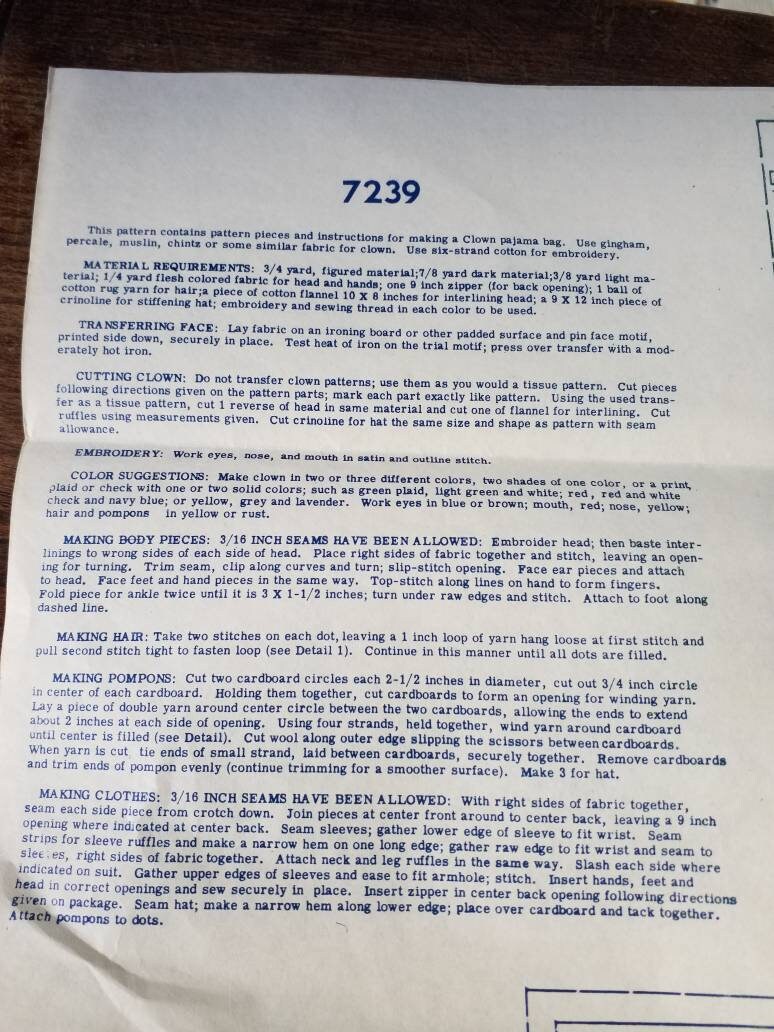 7239
This pattern contains pattern pieces and instructions for making a Clown pajama bag. Use gingham,
percale, muslin, chintz or some similar fabric for clown. Use six-strand cotton for embroidery.
MATERIAL REQUIREMENTS: 3/4 yard, figured material;7/8 yard dark material;3/8 yard light ma-
terial; 1/4 yard flesh colored fabric for head and hands; one 9 inch zipper (for back opening); 1 ball of
cotton rug yarn for hair;a piece of cotton flannel 10 X 8 inches for interlining head; a 9 X 12 inch piece of
crinoline for stiffening hat; embroidery and sewing thread in each color to be used.
TRANSFERRING FACE: Lay fabric on an ironing board or other padded surface and pin face motif,
printed side down, securely in place. Test heat of iron on the trial motif; press over transfer with a mod-
erately hot iron.
CUTTING CLOWN: Do not transfer clown patterns; use them as you would a tissue pattern. Cut pieces
following directions given on the pattern parts; mark each part exactly like pattern. Using the used trans-
fer as a tissue pattern, cut 1 reverse of head in same material and cut one of flannel for interlining. Cut
ruffles using measurements given. Cut crinoline for hat the same size and shape as pattern with seam
allowance.
EMBROIDERY: Work eyes, nose, and mouth in satin and outline stitch.
COLOR SUGGESTIONS: Make clown in two or three different colors, two shades of one color, or a print,
plaid or check with one or two solid colors; such as green plaid, light green and white; red, red and white
check and navy blue; or yellow, grey and lavender. Work eyes in blue or brown; mouth, red; nose, yellow;
hair and pompons in yellow or rust.
MAKING BODY PIECES: 3/16 INCH SEAMS HAVE BEEN ALLOWED: Embroider head; then baste inter-
linings to wrong sides of each side of head. Place right sides of fabric together and stitch, leaving an open-
ing for turning. Trim seam, clip along curves and turn; slip-stitch opening. Face ear pieces and attach
to head. Face feet and hand pieces in the same way. Top-stitch along lines on hand to form fingers.
Fold piece for ankle twice until it is 3 X 1-1/2 inches; turn under raw edges and stitch. Attach to foot along
dashed line.
MAKING HAIR: Take two stitches on each dot, leaving a 1 inch loop of yarn hang loose at first stitch and
pull second stitch tight to fasten loop (see Detail 1). Continue in this manner until all dots are filled.
MAKING POMPONS: Cut two cardboard circles each 2-1/2 inches in diameter, cut out 3/4 inch circle
in center of each cardboard. Holding them together, cut cardboards to form an opening for winding yarn.
Lay a piece of double yarn around center circle between the two cardboards, allowing the ends to extend
about 2 inches at each side of opening. Using four strands, held together, wind yarn around cardboard
until center is filled (see Detail). Cut wool along outer edge slipping the scissors between cardboards.
When yarn is cut, tie ends of small strand, laid between cardboards, securely together. Remove cardboards
and trim ends of pompon evenly (continue trimming for a smoother surface). Make 3 for hat.
MAKING CLOTHES: 3/16 INCH SEAMS HAVE BEEN ALLOWED: With right sides of fabric together,
seam each side piece from crotch down. Join pieces at center front around to center back, leaving a 9 inch
opening where indicated at center back. Seam sleeves; gather lower edge of sleeve to fit wrist. Seam
strips for sleeve ruffles and make a narrow hem on one long edge; gather raw edge to fit wrist and seam to
sleeves, right sides of fabric together. Attach neck and leg ruffles in the same way. Slash each side where
indicated on suit. Gather upper edges of sleeves and ease to fit armhole; stitch. Insert hands, feet and
head in correct openings and sew securely in place. Insert zipper in center back opening following directions
given on package. Seam hat; make a narrow hem along lower edge; place over cardboard and tack together.
Attach pompons to dots.